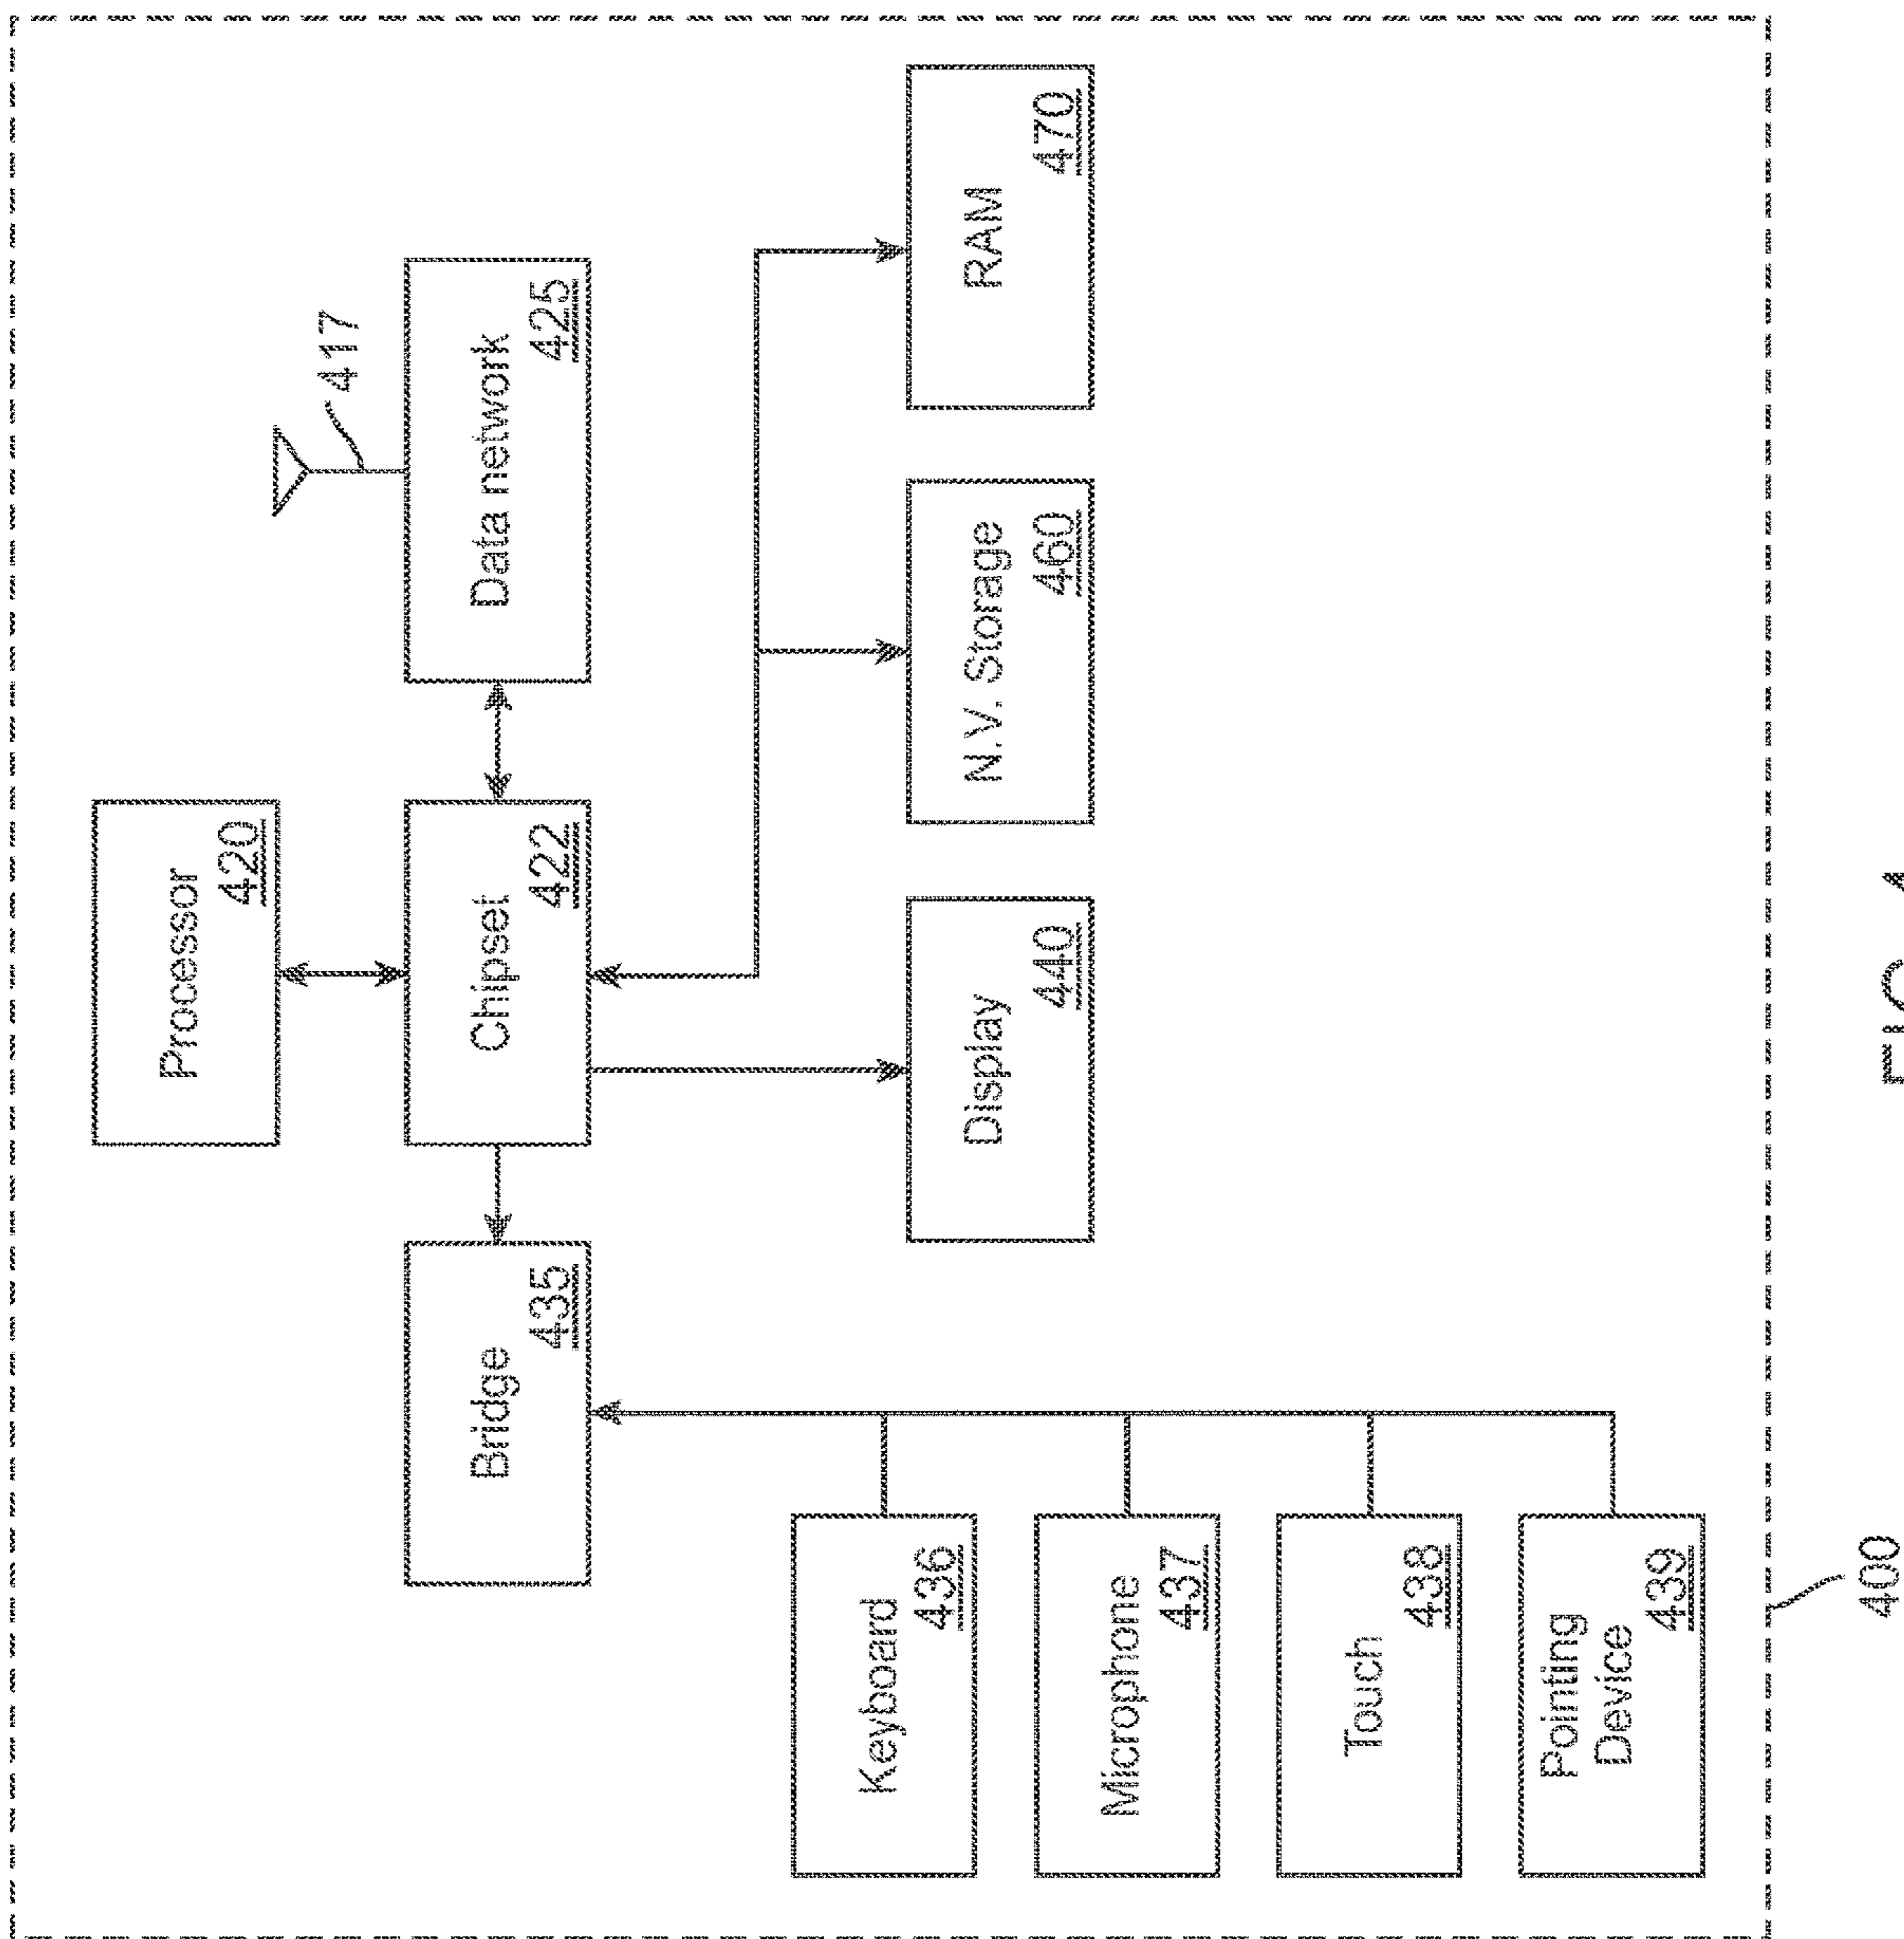 Processor
420
417
Bridge
435
Chipset
422
Data network
425
Keyboard
436
Display
440
N.V. Storage
460
RAM
470
Microphone
437
Touch
438
Pointing
Device
439
400